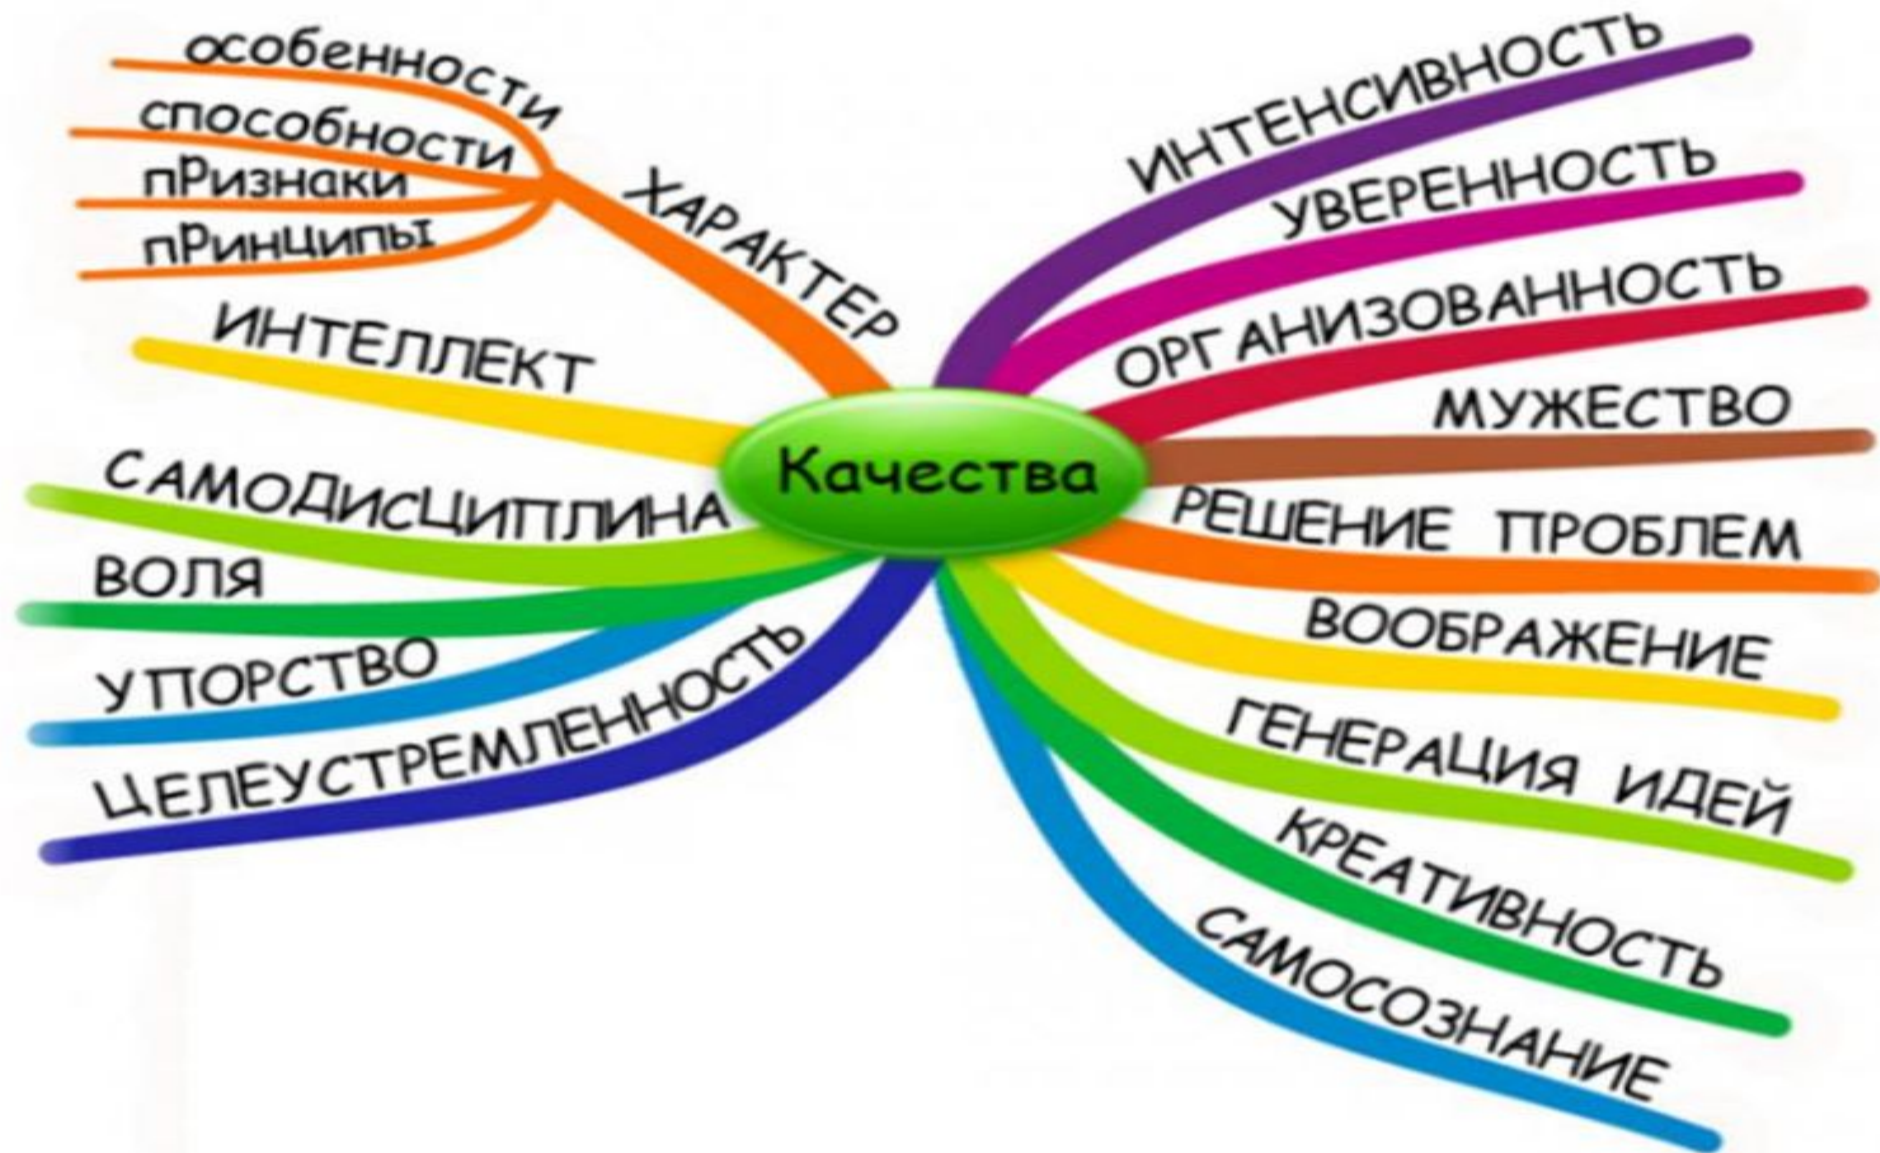 особенности
способности
пРизнаки
пРинЦипы
ХАРАКТЕР
ИНТЕЛЛЕКТ
САМОДИСЦИПЛИНА
ВОЛЯ
УПОРСТВО
ЦЕЛЕУСТРЕМЛЕННОСТЬ
Качества
ИНТЕНСИВНОСТЬ
УВЕРЕННОСТЬ
ОРГАНИЗОВАННОСТЬ
МУЖЕСТВО
РЕШЕНИЕ ПРОБЛЕМ
ВООБРАЖЕНИЕ
ГЕНЕРАЦИЯ ИДЕЙ
КРЕАТИВНОСТЬ
САМОСОЗНАНИЕ